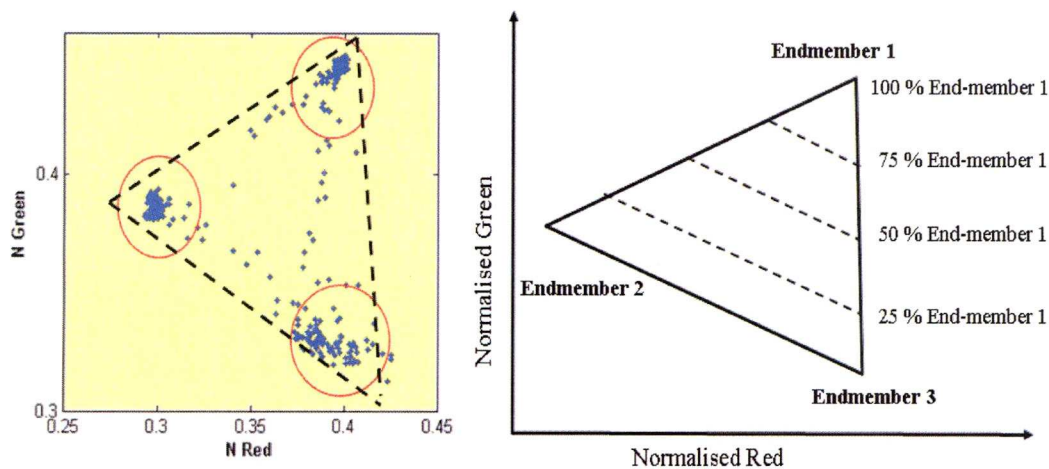 0.4
0.3
0.25
0.3
0.35
0.4
0.45
N Green
N Red
Endmember 1
100 % End-member 1
75 % End-member 1
50 % End-member 1
25 % End-member 1
Endmember 2
Endmember 3
Normalised Green
Normalised Red